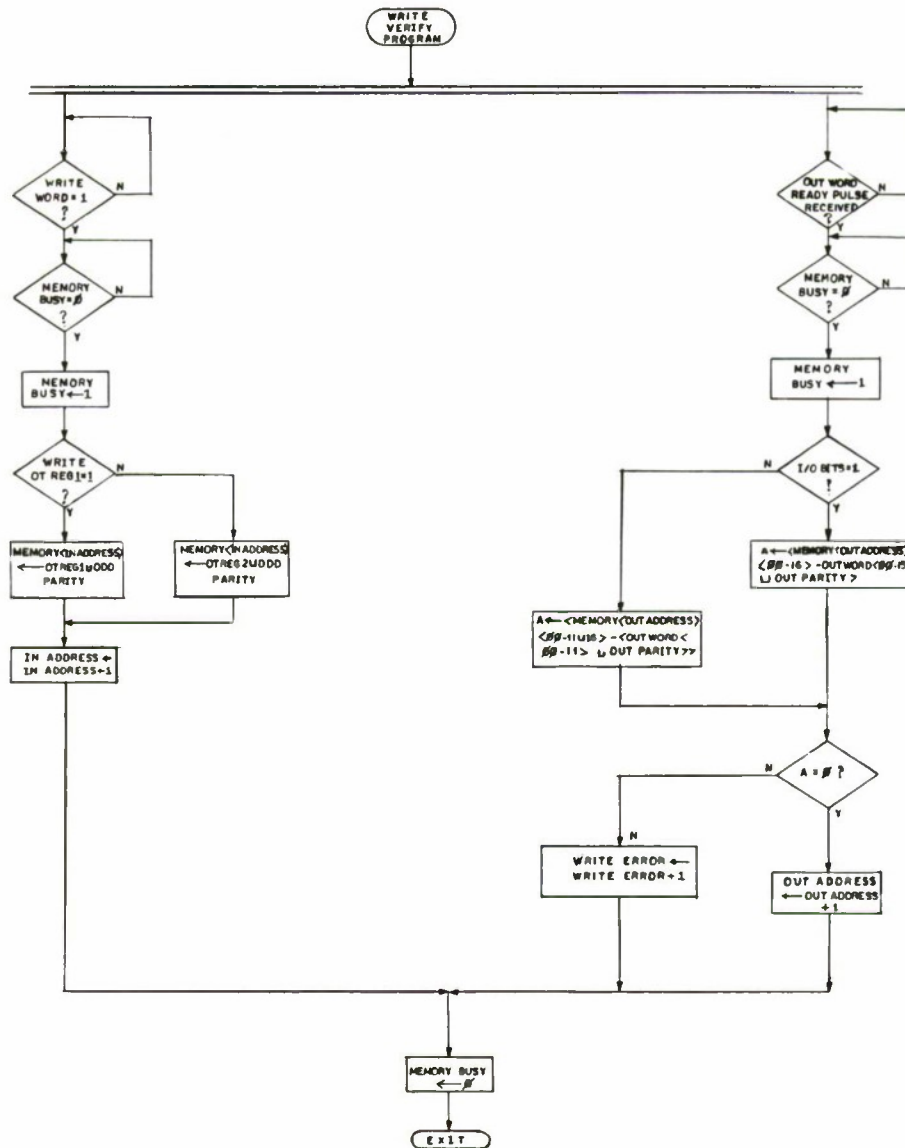 WRITE
VERIFY
PROGRAM
WRITE
WORD = 1
?
N
Y
MEMORY
BUSY = Ø
?
N
Y
MEMORY
BUSY ← 1
WRITE
OT REG1=1
?
N
Y
MEMORY<IN ADDRESS>
← OTREG1⊔ODD
PARITY
MEMORY<IN ADDRESS>
← OTREG2⊔ODD
PARITY
IN ADDRESS ←
IN ADDRESS+1
OUT WORD
READY PULSE
RECEIVED
?
N
Y
MEMORY
BUSY = Ø
?
N
Y
MEMORY
BUSY ← 1
I/O BITS=1
?
N
Y
A ← <MEMORY<OUT ADDRESS>
<ØØ-16> - OUTWORD<ØØ-15
⊔ OUT PARITY >
A ← <MEMORY<OUT ADDRESS>
<ØØ-11⊔16> - <OUTWORD<
ØØ-11> ⊔ OUT PARITY>>
A = Ø ?
N
Y
N
WRITE ERROR ←
WRITE ERROR + 1
OUT ADDRESS
← OUT ADDRESS
+ 1
MEMORY BUSY
← Ø
EXIT